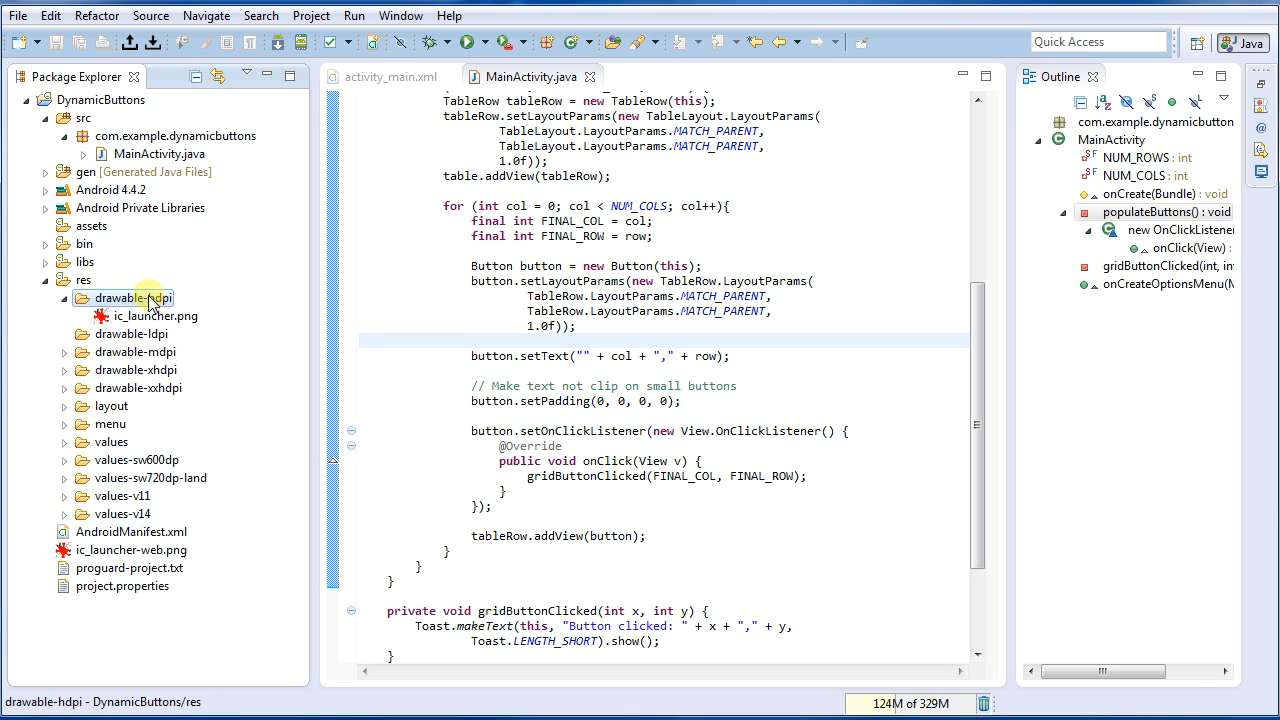 File Edit Refactor Source Navigate Search Project Run Window Help
Quick Access
Java
Package Explorer
DynamicButtons
src
com.example.dynamicbuttons
MainActivity.java
gen [Generated Java Files]
Android 4.4.2
Android Private Libraries
assets
bin
libs
res
drawable-hdpi
ic_launcher.png
drawable-ldpi
drawable-mdpi
drawable-xhdpi
drawable-xxhdpi
layout
menu
values
values-sw600dp
values-sw720dp-land
values-v11
values-v14
AndroidManifest.xml
ic_launcher-web.png
proguard-project.txt
project.properties
activity_main.xml
MainActivity.java
TableRow tableRow = new TableRow(this);
tableRow.setLayoutParams(new TableLayout.LayoutParams(
TableLayout.LayoutParams.MATCH_PARENT,
TableLayout.LayoutParams.MATCH_PARENT,
1.0f));
table.addView(tableRow);
for (int col = 0; col < NUM_COLS; col++){
final int FINAL_COL = col;
final int FINAL_ROW = row;
Button button = new Button(this);
button.setLayoutParams(new TableRow.LayoutParams(
TableRow.LayoutParams.MATCH_PARENT,
TableRow.LayoutParams.MATCH_PARENT,
1.0f));
button.setText("" + col + "," + row);
// Make text not clip on small buttons
button.setPadding(0, 0, 0, 0);
button.setOnClickListener(new View.OnClickListener() {
@Override
public void onClick(View v) {
gridButtonClicked(FINAL_COL, FINAL_ROW);
}
});
tableRow.addView(button);
}
}
}
private void gridButtonClicked(int x, int y) {
Toast.makeText(this, "Button clicked: " + x + "," + y,
Toast.LENGTH_SHORT).show();
}
Outline
com.example.dynamicbutton
MainActivity
NUM_ROWS : int
NUM_COLS : int
onCreate(Bundle) : void
populateButtons() : void
new OnClickListene
onClick(View) :
gridButtonClicked(int, in
onCreateOptionsMenu(M
drawable-hdpi - DynamicButtons/res
124M of 329M